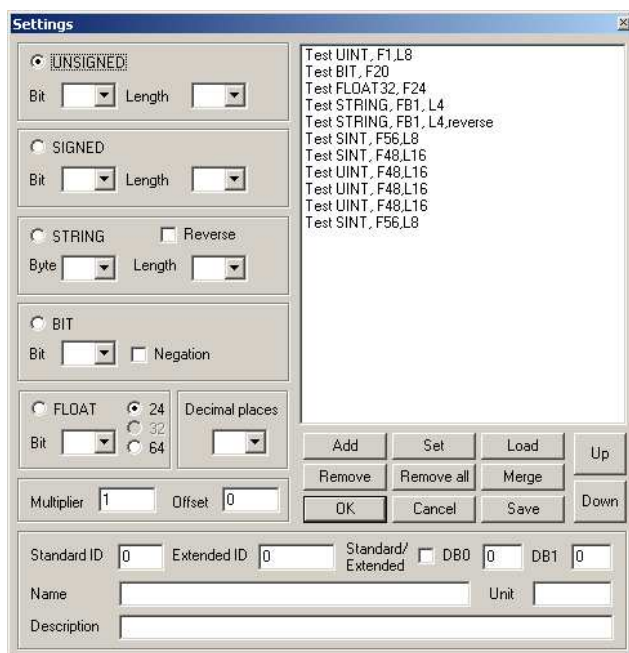 Settings
UNSIGNED
Bit Length
SIGNED
Bit Length
STRING Reverse
Byte Length
BIT
Bit Negation
FLOAT 24 Decimal places
32
Bit 64
Multiplier 1 Offset 0
Test UINT, F1,L8
Test BIT, F20
Test FLOAT32, F24
Test STRING, FB1, L4
Test STRING, FB1, L4,reverse
Test SINT, F56,L8
Test SINT, F48,L16
Test UINT, F48,L16
Test UINT, F48,L16
Test UINT, F48,L16
Test SINT, F56,L8
Add Set Load Up
Remove Remove all Merge
OK Cancel Save Down
Standard ID 0 Extended ID 0 Standard/ Extended DB0 0 DB1 0
Name Unit
Description